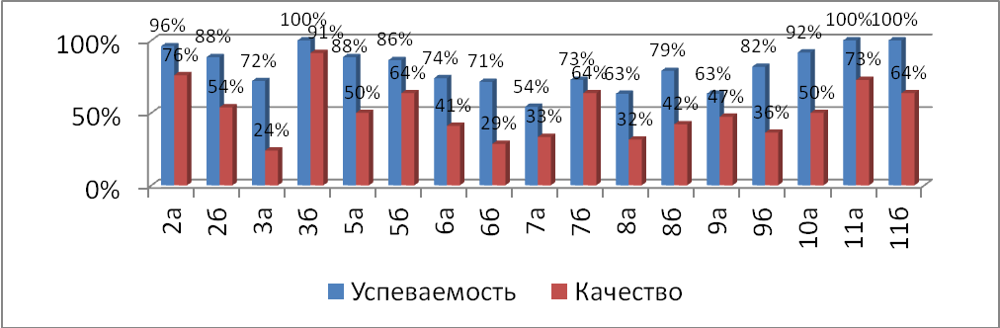 96% 88% 72% 100% 88% 86% 74% 71% 54% 73% 63% 79% 63% 82% 92% 100% 100%
76% 54% 24% 91% 50% 64% 41% 29% 33% 64% 32% 42% 47% 36% 50% 73% 64%
100%
50%
0%
2а 2б 3а 3б 5а 5б 6а 6б 7а 7б 8а 8б 9а 9б 10а 11а 11б
Успеваемость Качество